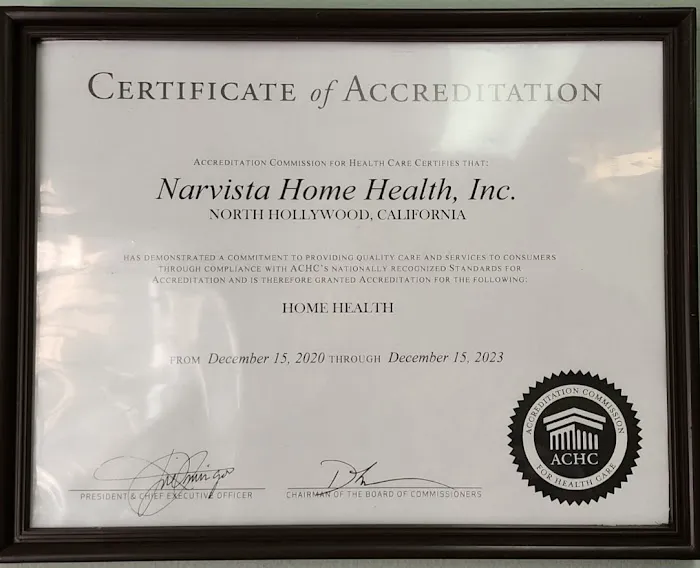 CERTIFICATE of ACCREDITATION
ACCREDITATION COMMISSION FOR HEALTH CARE CERTIFIES THAT:
Narvista Home Health, Inc.
NORTH HOLLYWOOD, CALIFORNIA
HAS DEMONSTRATED A COMMITMENT TO PROVIDING QUALITY CARE AND SERVICES TO CONSUMERS
THROUGH COMPLIANCE WITH ACHC'S NATIONALLY RECOGNIZED STANDARDS FOR
ACCREDITATION AND IS THEREFORE GRANTED ACCREDITATION FOR THE FOLLOWING:
HOME HEALTH
FROM December 15, 2020 THROUGH December 15, 2023
PRESIDENT & CHIEF EXECUTIVE OFFICER
CHAIRMAN OF THE BOARD OF COMMISSIONERS
ACCREDITATION COMMISSION
ACHC
FOR HEALTH CARE